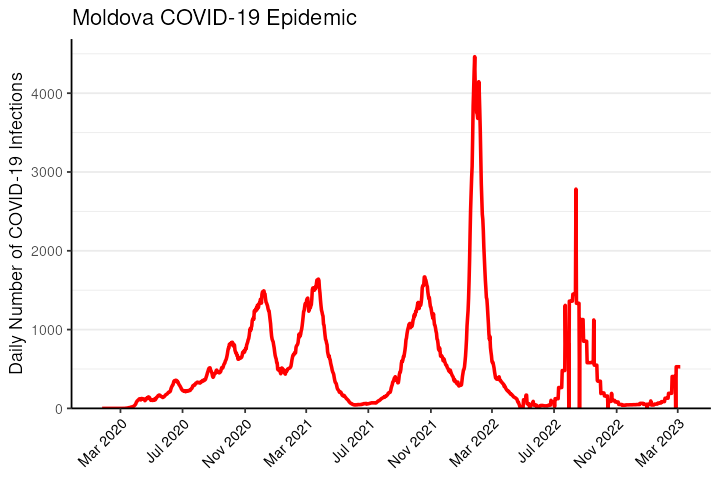 Moldova COVID-19 Epidemic
Daily Number of COVID-19 Infections
4000
3000
2000
1000
0
Mar 2020
Jul 2020
Nov 2020
Mar 2021
Jul 2021
Nov 2021
Mar 2022
Jul 2022
Nov 2022
Mar 2023